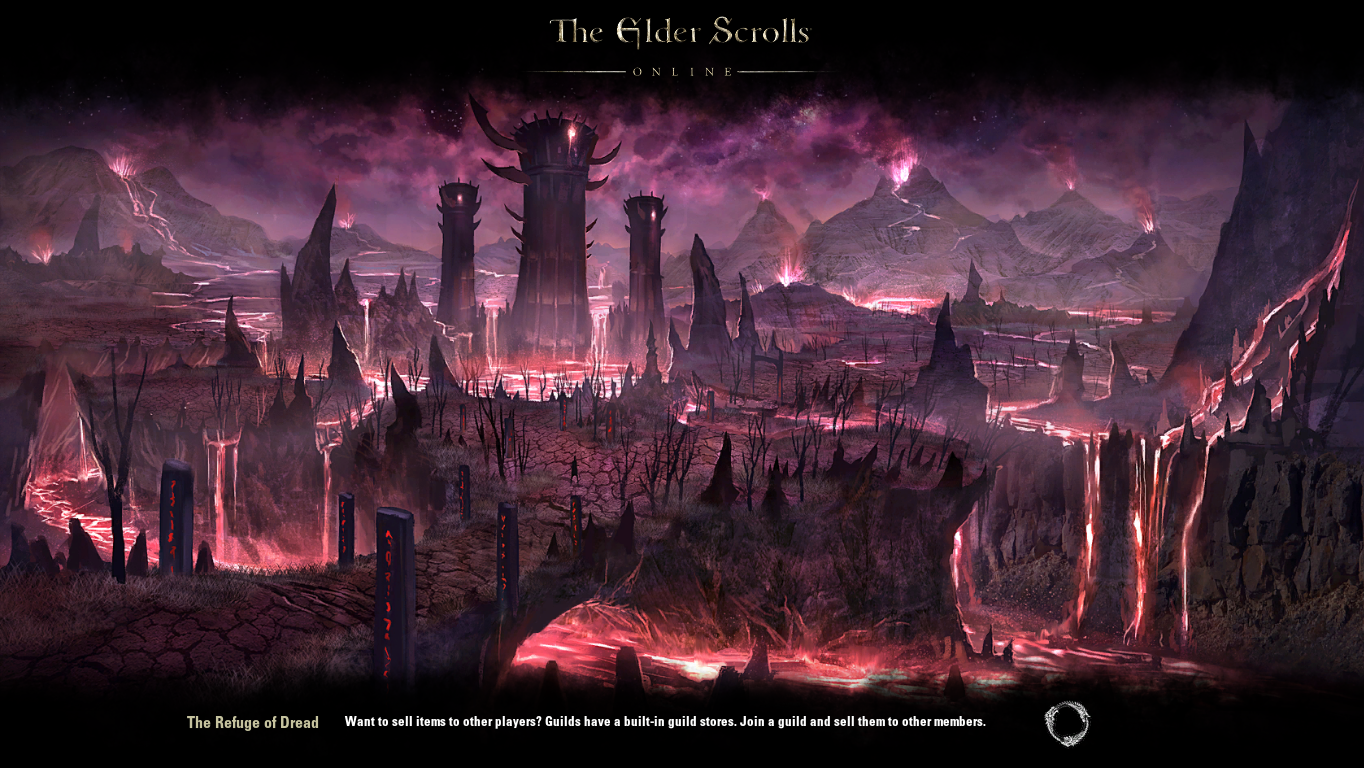 The Elder Scrolls
ONLINE
The Refuge of Dread
Want to sell items to other players? Guilds have a built-in guild stores. Join a guild and sell them to other members.